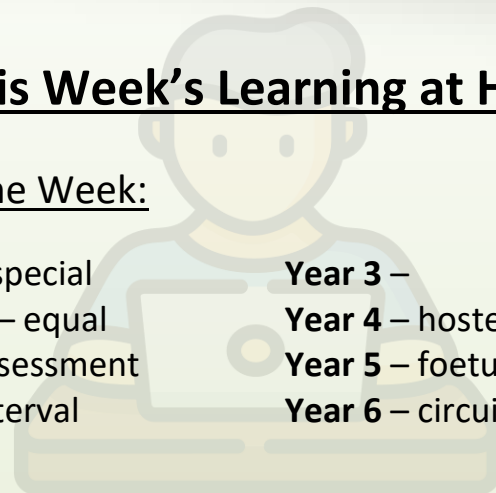 is Week's Learning at H
ne Week:
special Year 3 –
– equal Year 4 – hoste
sessment Year 5 – foetu
terval Year 6 – circui